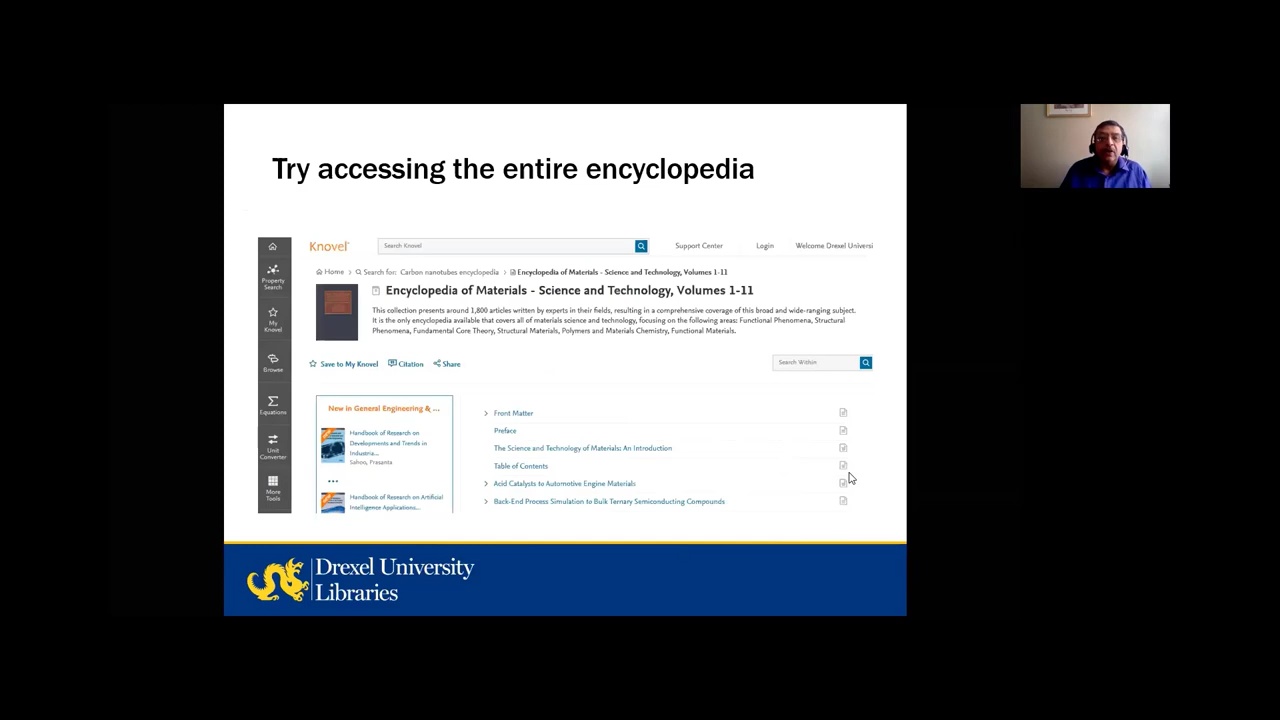 Try accessing the entire encyclopedia
Knovel
Search Knovel
Support Center
Login
Welcome Drexel Universi
Home > Search for: Carbon nanotubes encyclopedia > Encyclopedia of Materials - Science and Technology, Volumes 1-11
Encyclopedia of Materials - Science and Technology, Volumes 1-11
This collection presents around 1,800 articles written by experts in their fields, resulting in a comprehensive coverage of this broad and wide-ranging subject.
It is the only encyclopedia available that covers all of materials science and technology, focusing on the following areas: Functional Phenomena, Structural
Phenomena, Fundamental Core Theory, Structural Materials, Polymers and Materials Chemistry, Functional Materials.
Property
Search
My
Knovel
Browse
Equations
Unit
Converter
More
Tools
Save to My Knovel
Citation
Share
Search Within
New in General Engineering & ...
Handbook of Research on
Developments and Trends in
Industria...
Sahoo, Prasanta
...
Handbook of Research on Artificial
Intelligence Applications...
Front Matter
Preface
The Science and Technology of Materials: An Introduction
Table of Contents
Acid Catalysts to Automotive Engine Materials
Back-End Process Simulation to Bulk Ternary Semiconducting Compounds
Drexel University
Libraries